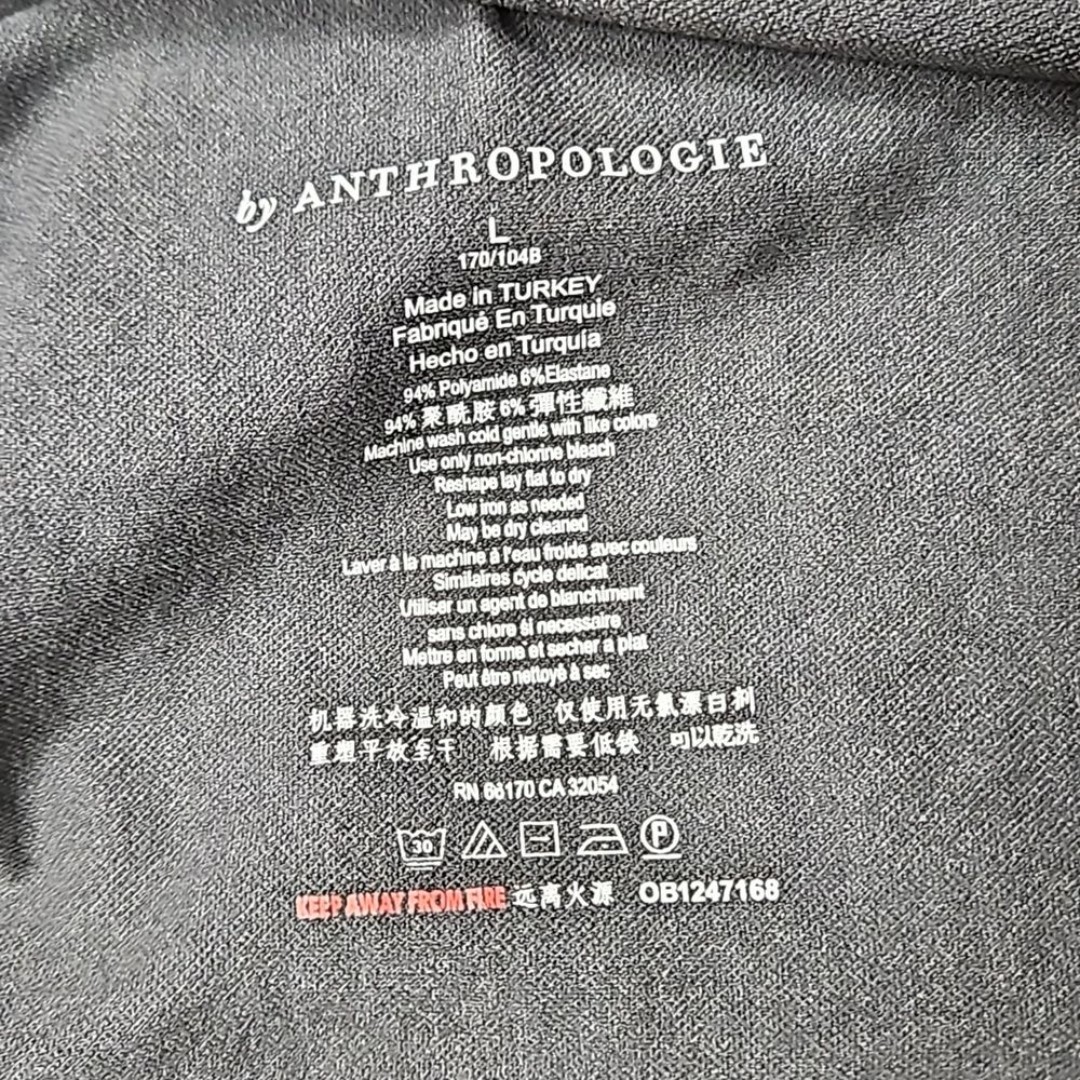 by ANTHROPOLOGIE
L
170/104B
Made in TURKEY
Fabriqué En Turquie
Hecho en Turquía
94% Polyamide 6%Elastane
94% 聚酰胺 6% 彈性纖維
Machine wash cold gentle with like colors
Use only non-chlorine bleach
Reshape lay flat to dry
Low iron as needed
May be dry cleaned
Laver à la machine à l'eau froide avec couleurs
Similaires cycle delicat
Utiliser un agent de blanchiment
sans chlore si necessaire
Mettre en forme et secher a plat
Peut être nettoyé à sec
机器洗冷温和的颜色 仅使用无氯漂白剂
重塑平放至干 根据需要低铁 可以乾洗
RN 66170 CA 32054
30 P
KEEP AWAY FROM FIRE 远离火源 OB1247168